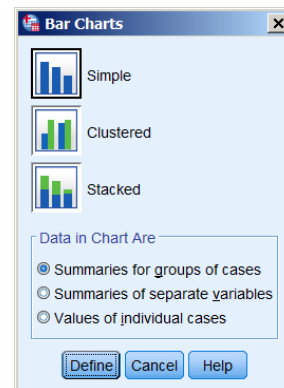 Bar Charts
Simple
Clustered
Stacked
Data in Chart Are
Summaries for groups of cases
Summaries of separate variables
Values of individual cases
Define Cancel Help